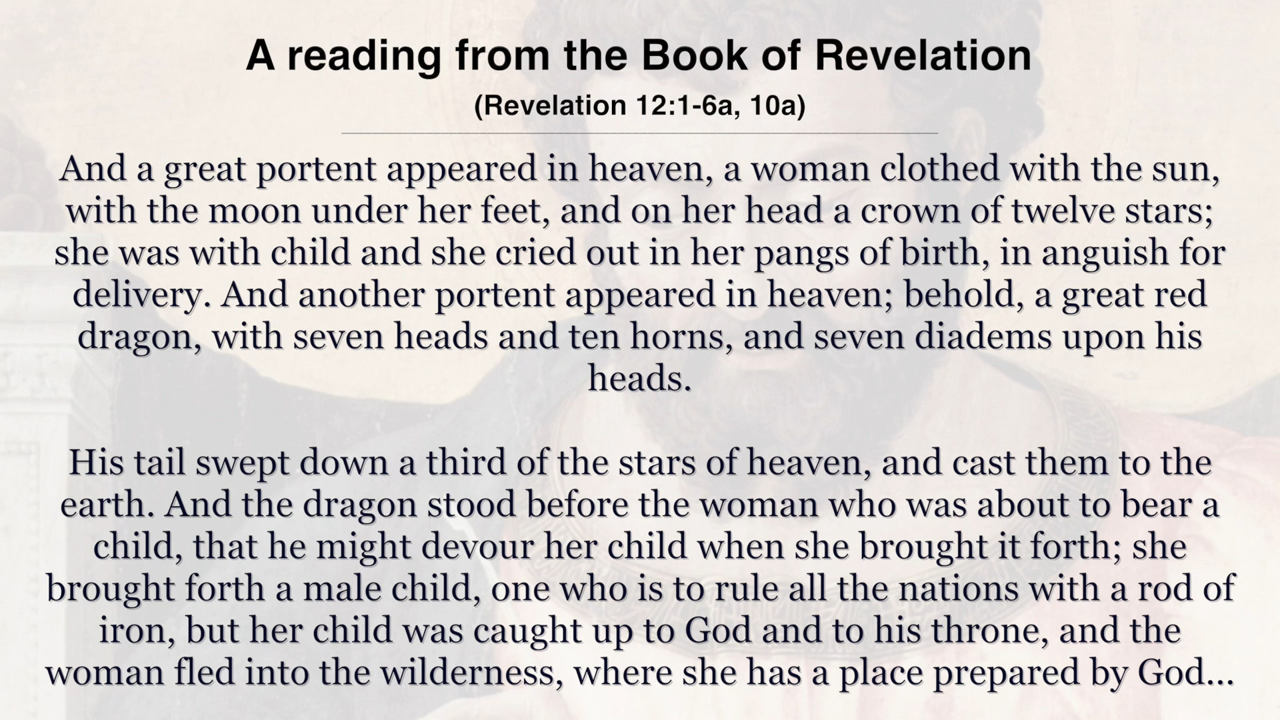 A reading from the Book of Revelation
(Revelation 12:1-6a, 10a)
And a great portent appeared in heaven, a woman clothed with the sun,
with the moon under her feet, and on her head a crown of twelve stars;
she was with child and she cried out in her pangs of birth, in anguish for
delivery. And another portent appeared in heaven; behold, a great red
dragon, with seven heads and ten horns, and seven diadems upon his
heads.
His tail swept down a third of the stars of heaven, and cast them to the
earth. And the dragon stood before the woman who was about to bear a
child, that he might devour her child when she brought it forth; she
brought forth a male child, one who is to rule all the nations with a rod of
iron, but her child was caught up to God and to his throne, and the
woman fled into the wilderness, where she has a place prepared by God...